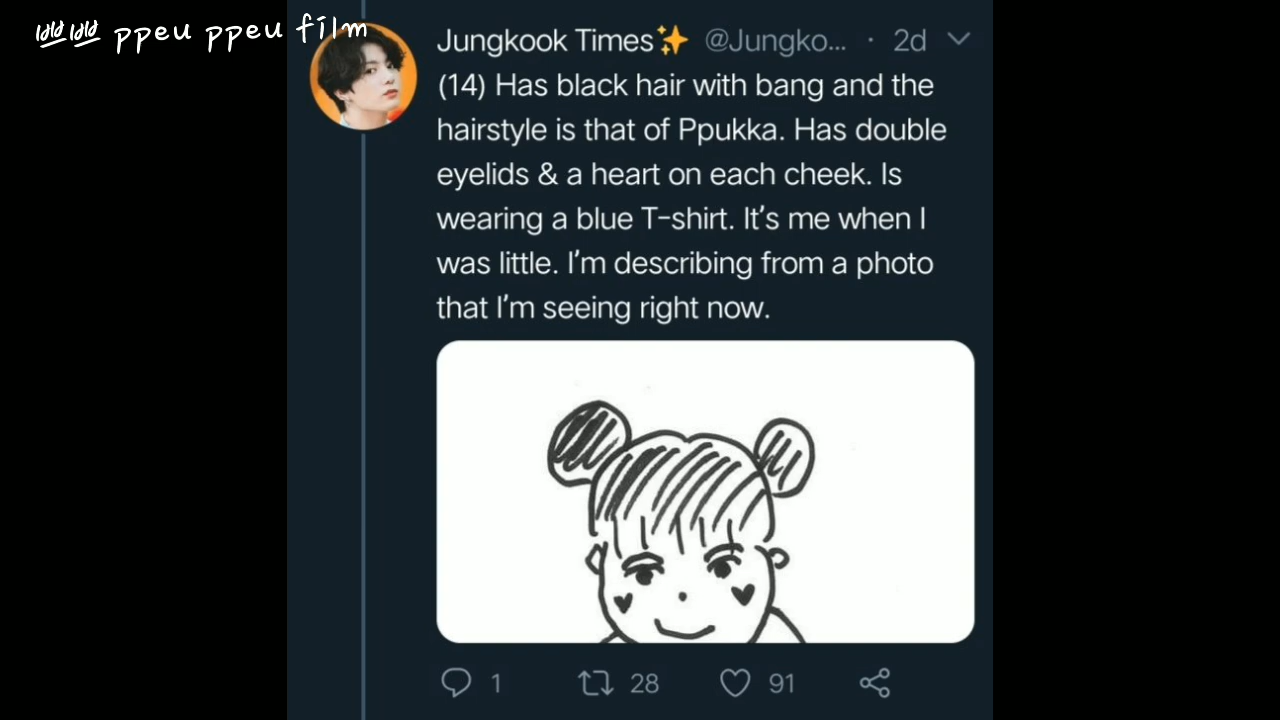 쁘쁘 ppeu ppeu film
Jungkook Times✨ @Jungko... · 2d
(14) Has black hair with bang and the
hairstyle is that of Ppukka. Has double
eyelids & a heart on each cheek. Is
wearing a blue T-shirt. It's me when I
was little. I'm describing from a photo
that I'm seeing right now.
1 28 91